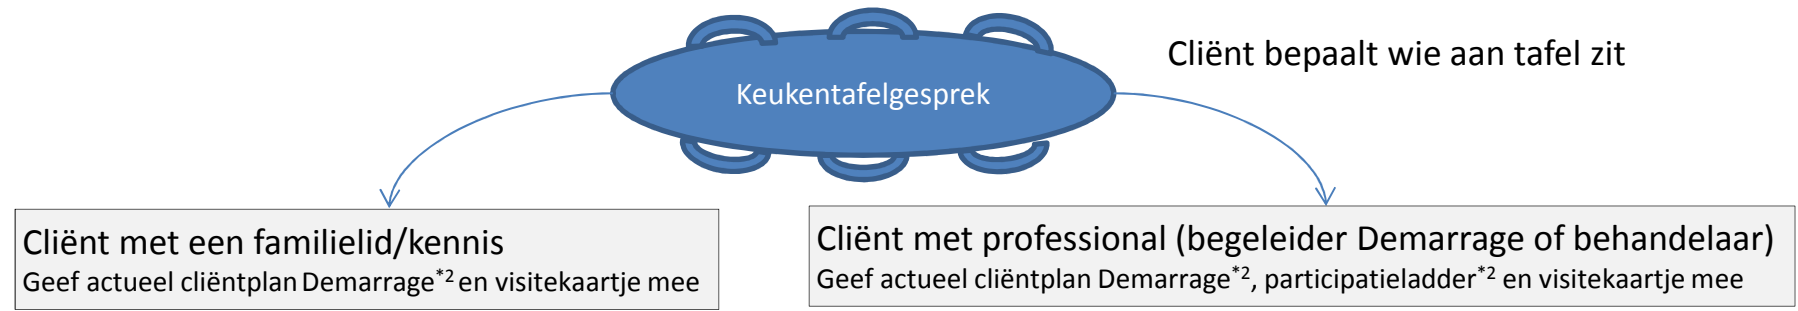 Cliënt bepaalt wie aan tafel zit
Keukentafelgesprek
Cliënt met een familielid/kennis
Geef actueel cliëntplan Demarrage*2 en visitekaartje mee
Cliënt met professional (begeleider Demarrage of behandelaar)
Geef actueel cliëntplan Demarrage*2, participatieladder*2 en visitekaartje mee